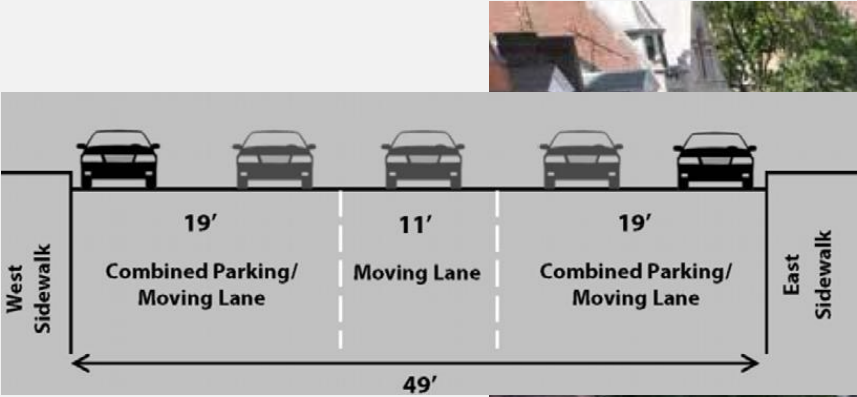 19’
11’
19’
Combined Parking/
Moving Lane
Moving Lane
Combined Parking/
Moving Lane
West
Sidewalk
East
Sidewalk
49’